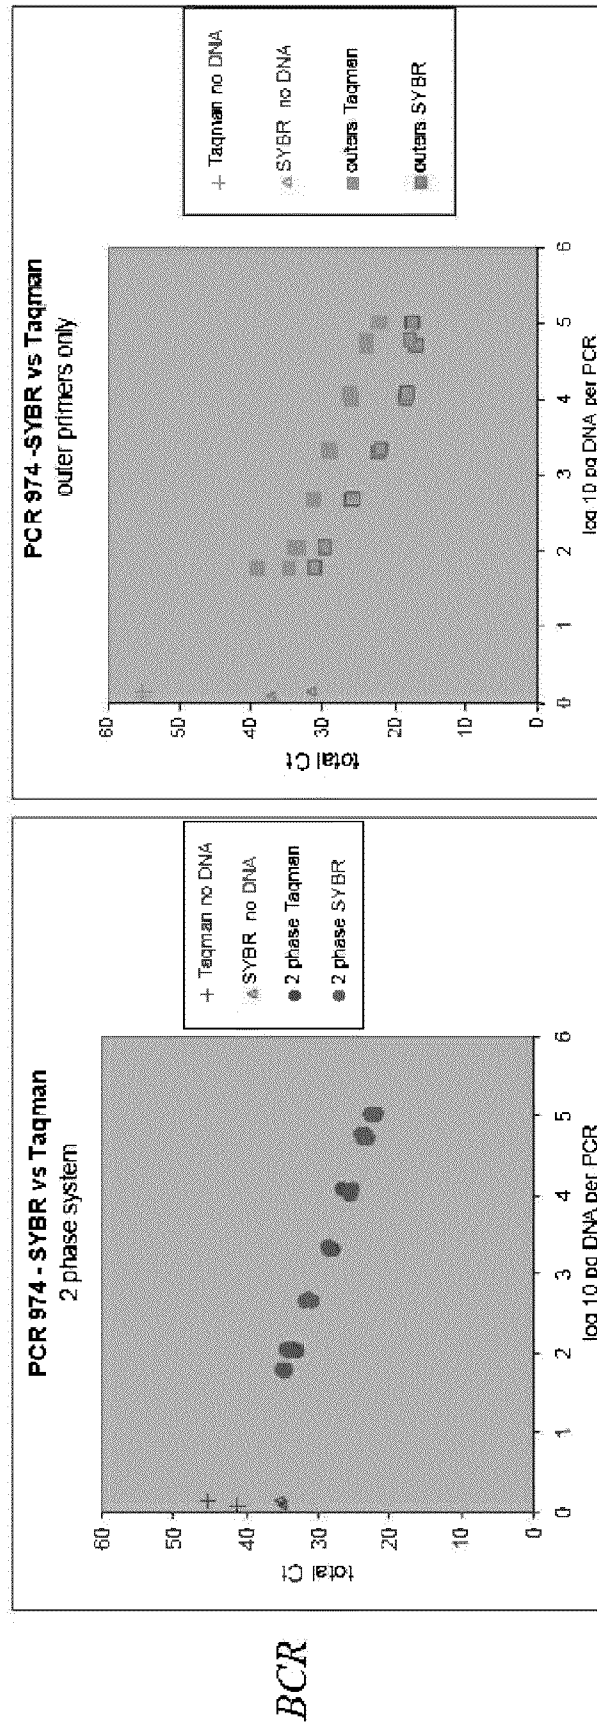 BCR
PCR 974 - SYBR vs Taqman
2 phase system
total Ct
60
50
40
30
20
10
0
0 1 2 3 4 5 6
log 10 pg DNA per PCR
Taqman no DNA
SYBR no DNA
2 phase Taqman
2 phase SYBR
PCR 974 -SYBR vs Taqman
outer primers only
total Ct
60
50
40
30
20
10
0
0 1 2 3 4 5 6
log 10 pg DNA per PCR
Taqman no DNA
SYBR no DNA
outers Taqman
outers SYBR